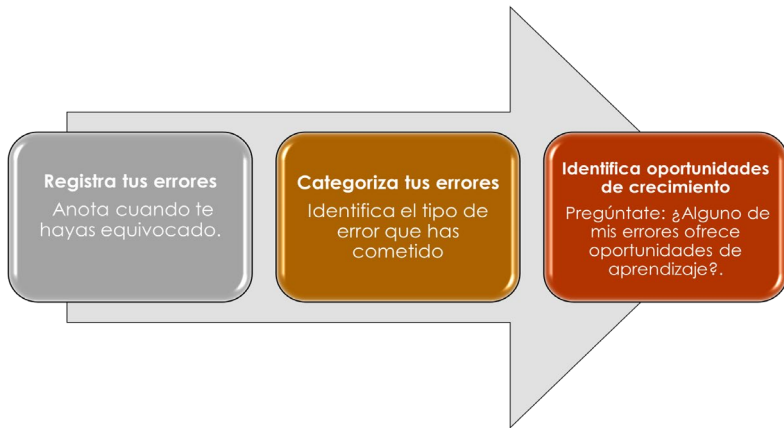 Registra tus errores
Anota cuando te
hayas equivocado.
Categoriza tus errores
Identifica el tipo de
error que has
cometido
Identifica oportunidades
de crecimiento
Pregúntate: ¿Alguno de
mis errores ofrece
oportunidades de
aprendizaje?.